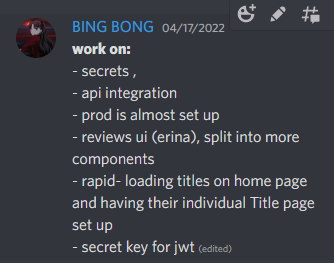 BING BONG 04/17/2022
work on:
- secrets ,
- api integration
- prod is almost set up
- reviews ui (erina), split into more
components
- rapid- loading titles on home page
and having their individual Title page
set up
- secret key for jwt (edited)